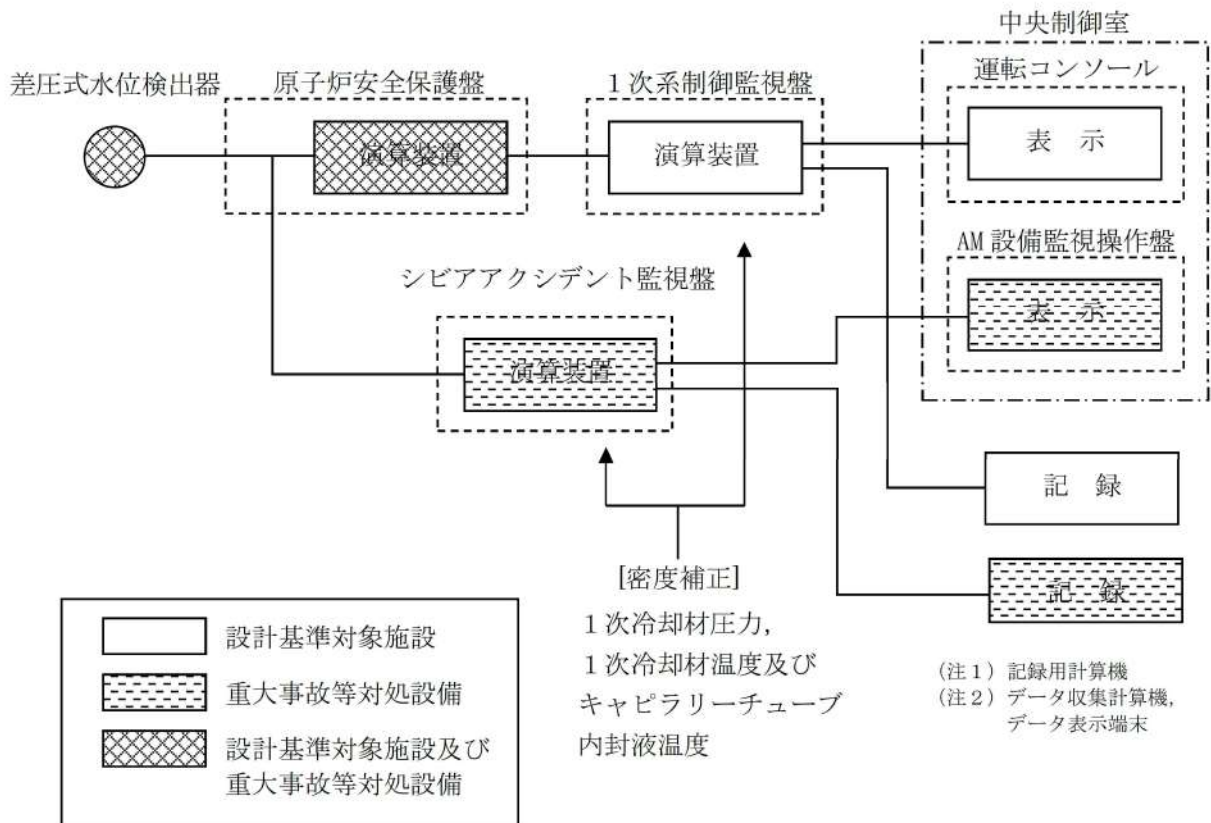 中央制御室
差圧式水位検出器
原子炉安全保護盤
1次系制御監視盤
運転コンソール
演算装置
演算装置
表 示
AM設備監視操作盤
表 示
シビアアクシデント監視盤
演算装置
記 録
記 録
[密度補正]
1次冷却材圧力,
1次冷却材温度及び
キャピラリーチューブ
内封液温度
(注1)記録用計算機
(注2)データ収集計算機,
データ表示端末
設計基準対象施設
重大事故等対処設備
設計基準対象施設及び
重大事故等対処設備